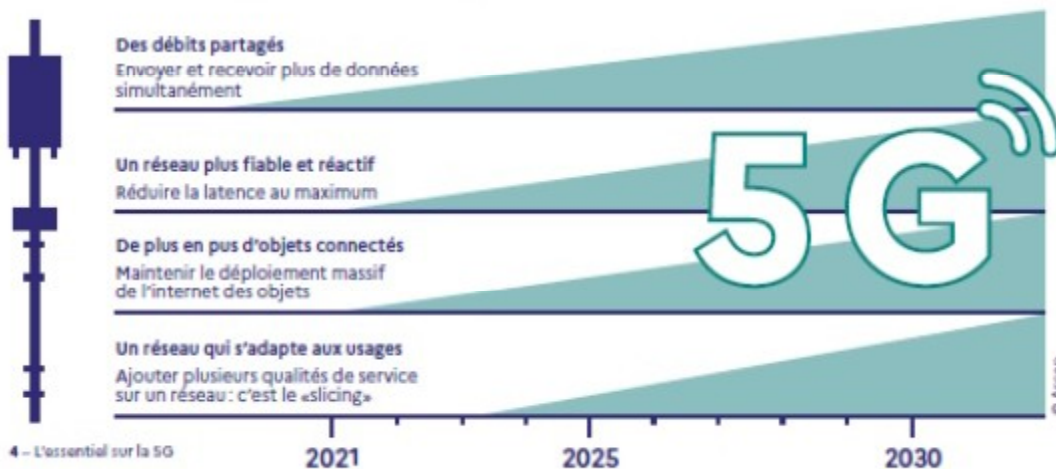 Des débits partagés
Envoyer et recevoir plus de données
simultanément
Un réseau plus fiable et réactif
Réduire la latence au maximum
5G
De plus en pus d'objets connectés
Maintenir le déploiement massif
de l'internet des objets
Un réseau qui s'adapte aux usages
Ajouter plusieurs qualités de service
sur un réseau : c'est le «slicing»
4 – L'essentiel sur la 5G
2021
2025
2030